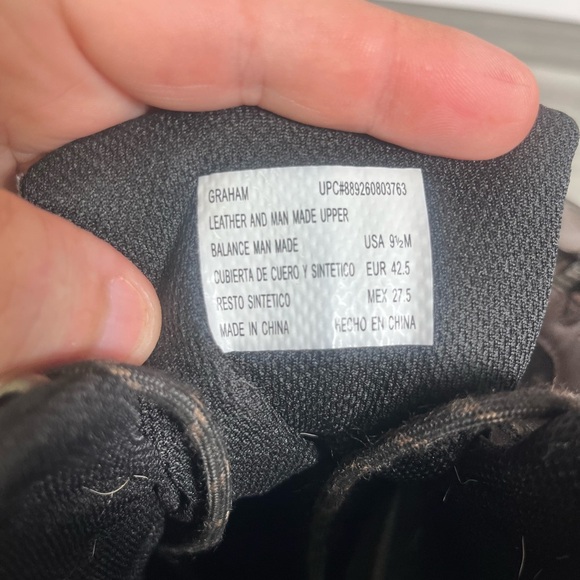 GRAHAM UPC#889260803763
LEATHER AND MAN MADE UPPER
BALANCE MAN MADE USA 9½M
CUBIERTA DE CUERO Y SINTETICO EUR 42.5
RESTO SINTETICO MEX 27.5
MADE IN CHINA HECHO EN CHINA